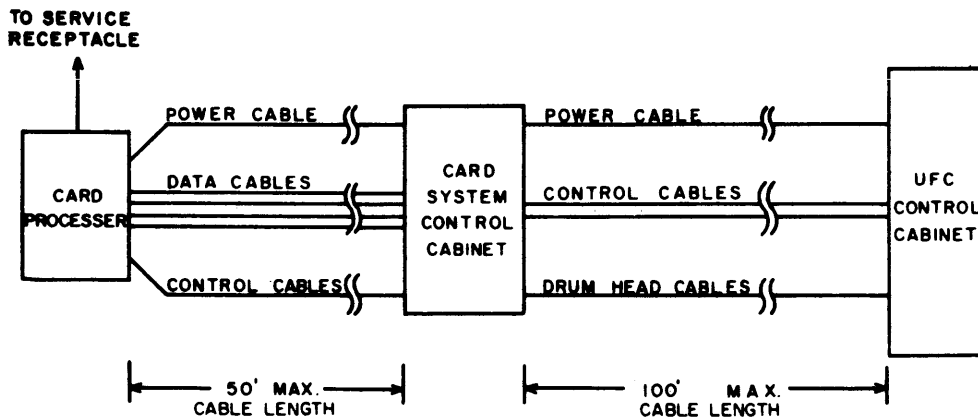 TO SERVICE
RECEPTACLE
POWER CABLE
POWER CABLE
CARD
PROCESSER
DATA CABLES
CARD
SYSTEM
CONTROL
CABINET
CONTROL CABLES
UFC
CONTROL
CABINET
CONTROL CABLES
DRUM HEAD CABLES
50' MAX.
CABLE LENGTH
100' MAX.
CABLE LENGTH